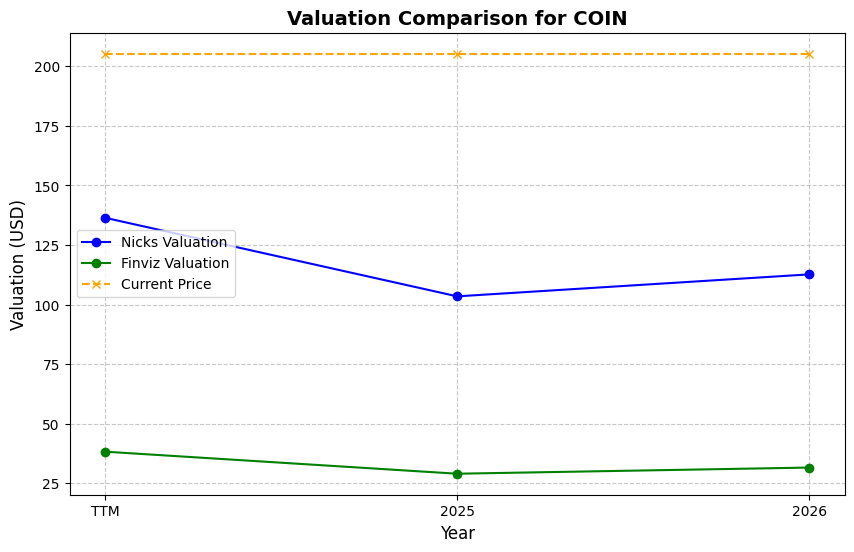 Valuation Comparison for COIN
Valuation (USD)
200
175
150
125
100
75
50
25
Nicks Valuation
Finviz Valuation
Current Price
TTM
2025
2026
Year